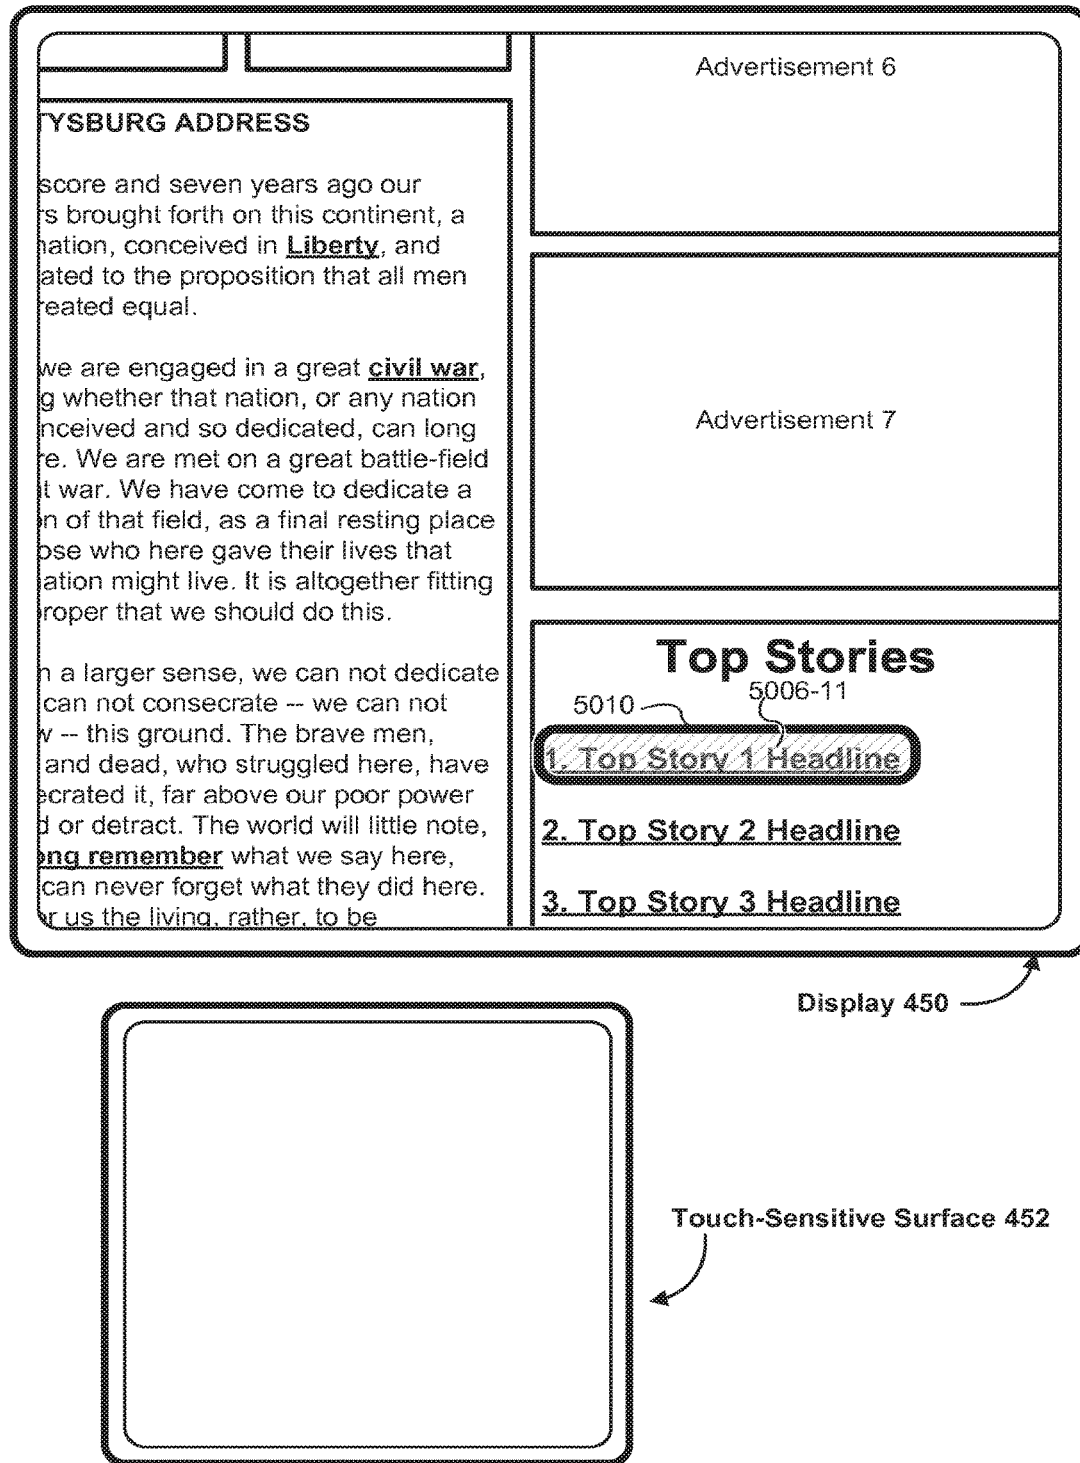 TYSBURG ADDRESS
score and seven years ago our
rs brought forth on this continent, a
nation, conceived in Liberty, and
ated to the proposition that all men
reated equal.
we are engaged in a great civil war,
g whether that nation, or any nation
nceived and so dedicated, can long
re. We are met on a great battle-field
t war. We have come to dedicate a
n of that field, as a final resting place
ose who here gave their lives that
ation might live. It is altogether fitting
roper that we should do this.
n a larger sense, we can not dedicate
can not consecrate -- we can not
w -- this ground. The brave men,
and dead, who struggled here, have
ecrated it, far above our poor power
d or detract. The world will little note,
ong remember what we say here,
can never forget what they did here.
or us the living, rather, to be
Advertisement 6
Advertisement 7
Top Stories
5006-11
5010
1. Top Story 1 Headline
2. Top Story 2 Headline
3. Top Story 3 Headline
Display 450
Touch-Sensitive Surface 452